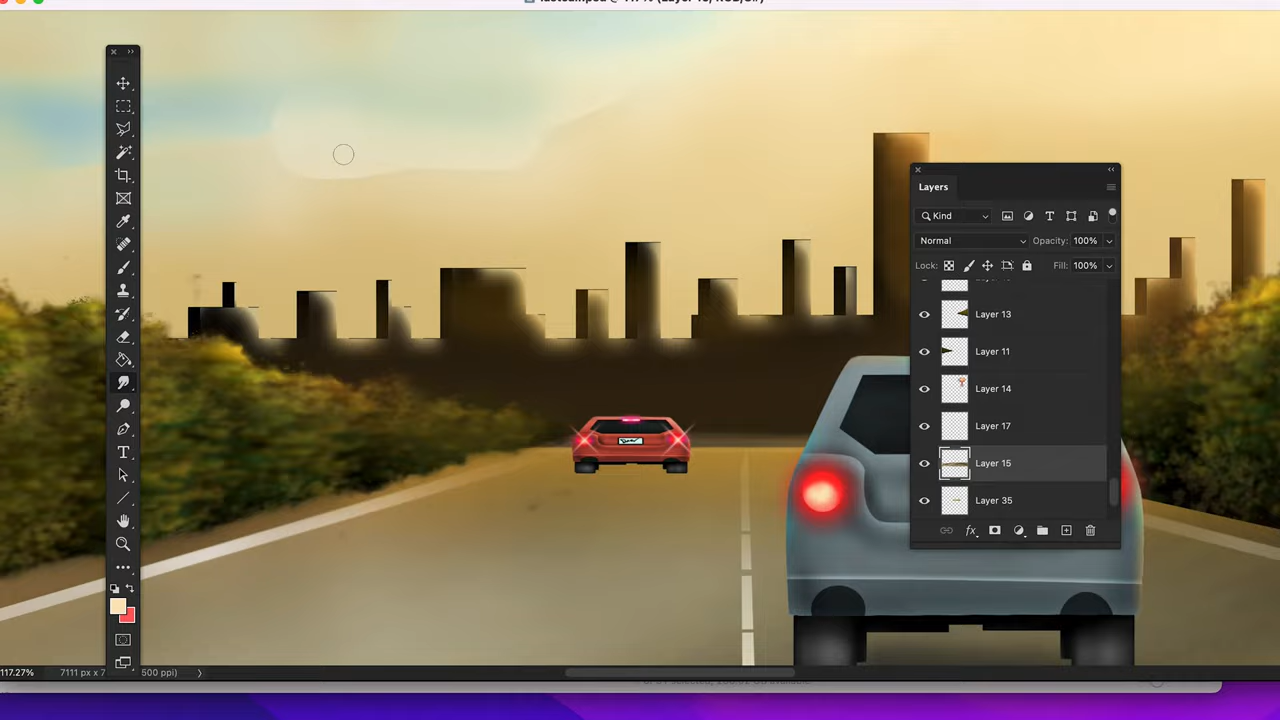 Layers
Kind
Normal
Opacity: 100%
Lock:
Fill: 100%
Layer 13
Layer 11
Layer 14
Layer 17
Layer 15
Layer 35
fx
T
117.27%
7111 px x 7
500 ppi)